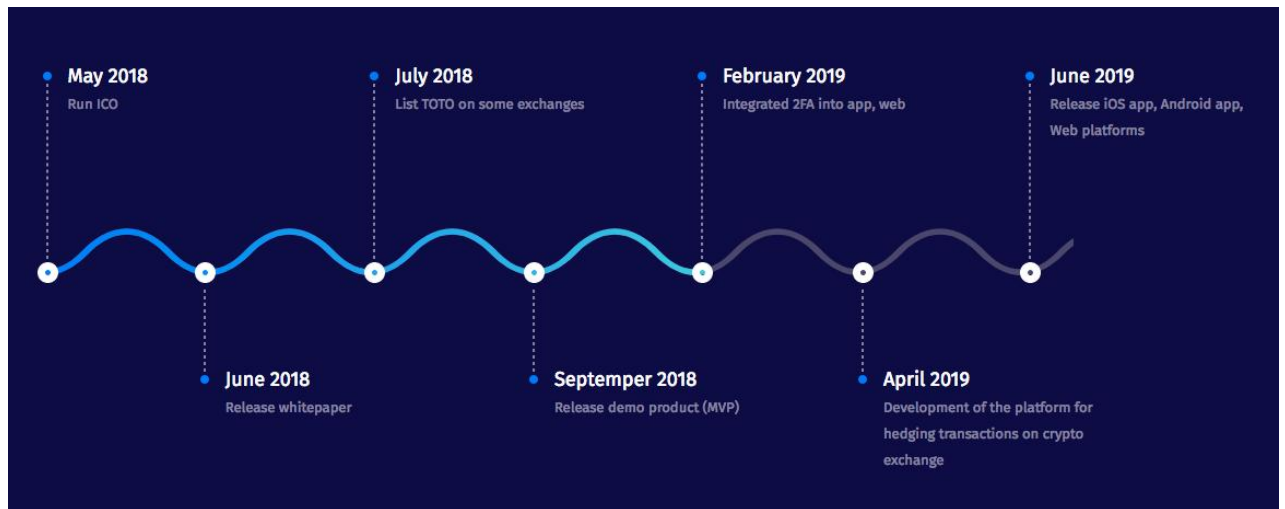 May 2018
Run ICO
July 2018
List TOTO on some exchanges
February 2019
Integrated 2FA into app, web
June 2019
Release iOS app, Android app,
Web platforms
June 2018
Release whitepaper
Septemper 2018
Release demo product (MVP)
April 2019
Development of the platform for
hedging transactions on crypto
exchange